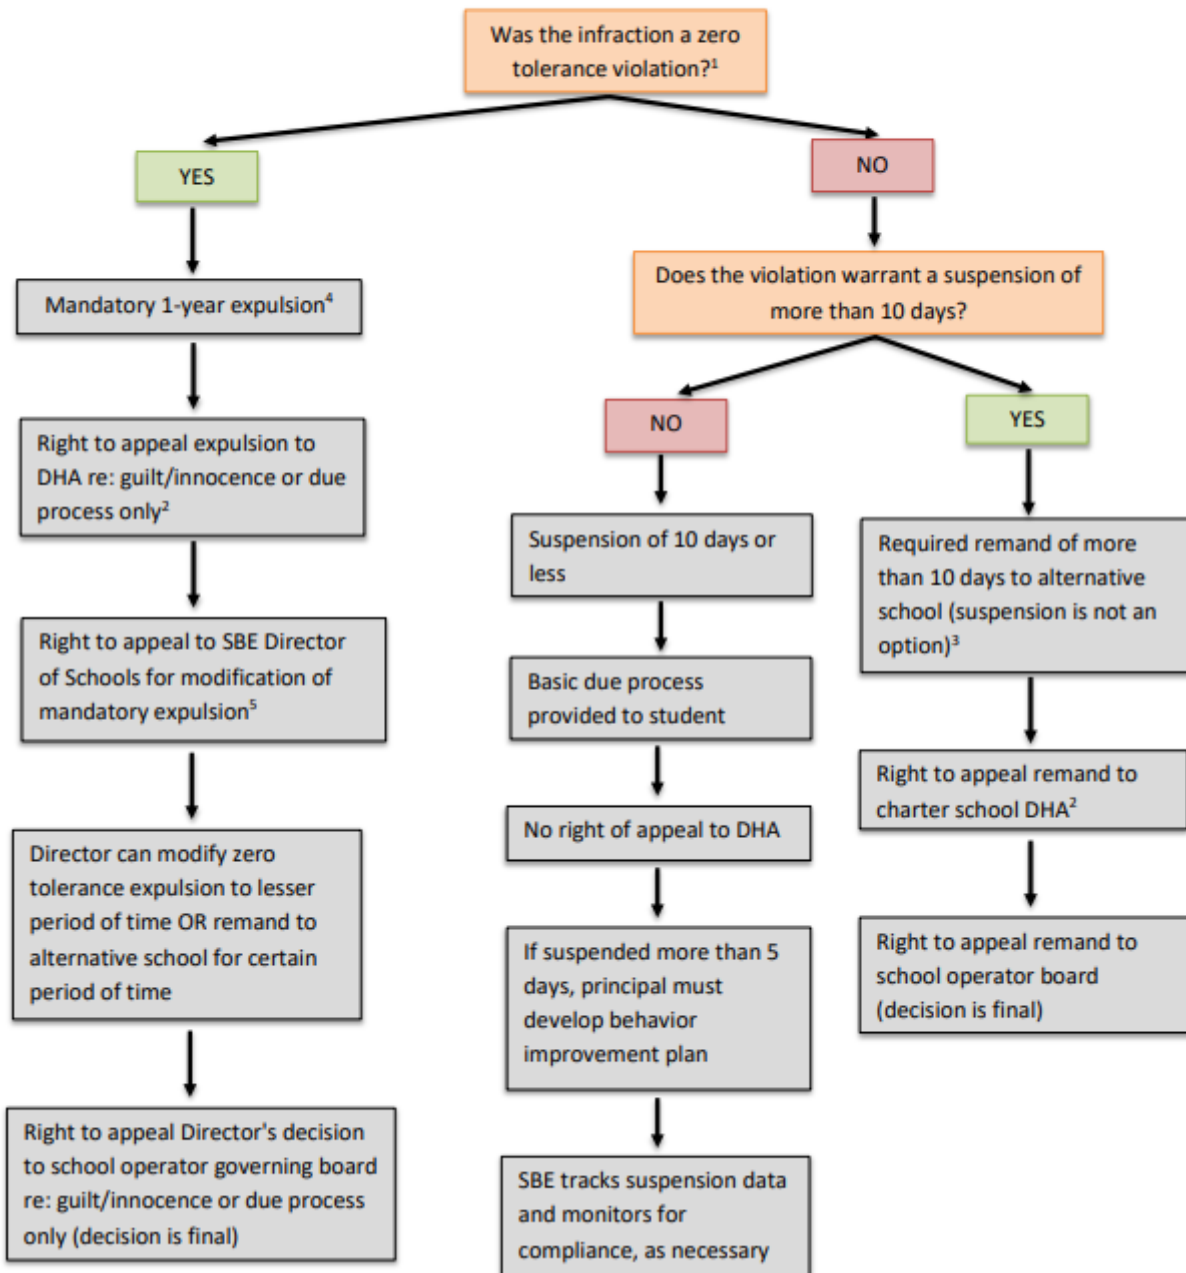 Was the infraction a zero
tolerance violation?¹
YES
NO
Mandatory 1-year expulsion⁴
Does the violation warrant a suspension of
more than 10 days?
NO
YES
Right to appeal expulsion to
DHA re: guilt/innocence or due
process only²
Suspension of 10 days or
less
Required remand of more
than 10 days to alternative
school (suspension is not an
option)³
Right to appeal to SBE Director
of Schools for modification of
mandatory expulsion⁵
Basic due process
provided to student
Right to appeal remand to
charter school DHA²
No right of appeal to DHA
Director can modify zero
tolerance expulsion to lesser
period of time OR remand to
alternative school for certain
period of time
If suspended more than 5
days, principal must
develop behavior
improvement plan
Right to appeal remand to
school operator board
(decision is final)
Right to appeal Director's decision
to school operator governing board
re: guilt/innocence or due process
only (decision is final)
SBE tracks suspension data
and monitors for
compliance, as necessary